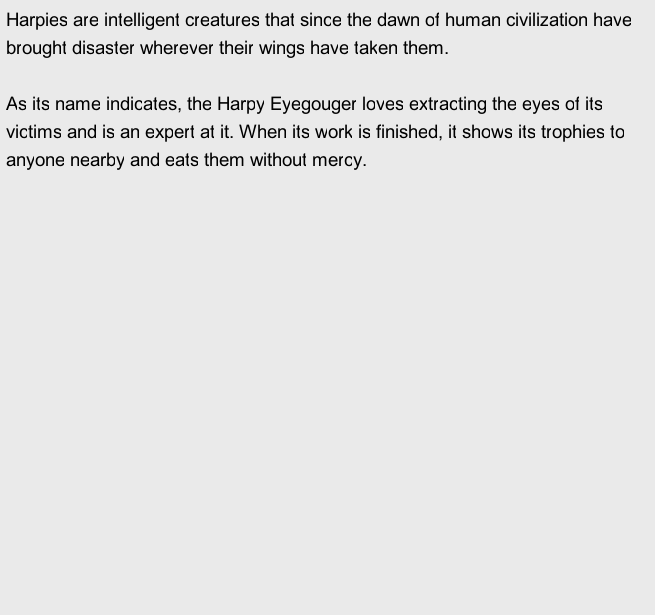 Harpies are intelligent creatures that since the dawn of human civilization have
brought disaster wherever their wings have taken them.
As its name indicates, the Harpy Eyegouger loves extracting the eyes of its
victims and is an expert at it. When its work is finished, it shows its trophies to
anyone nearby and eats them without mercy.